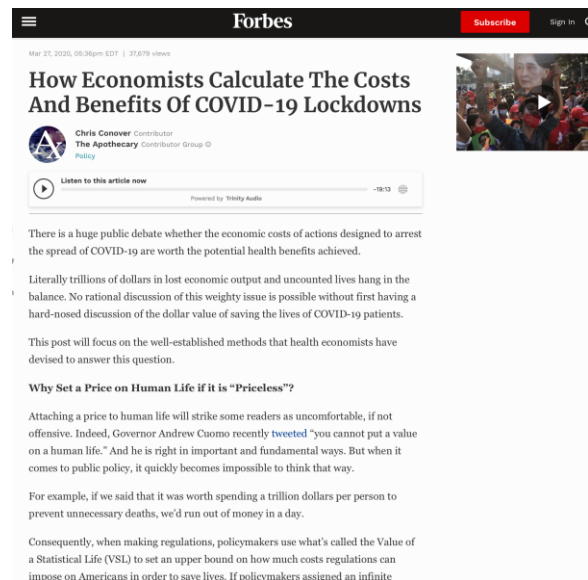 Forbes
Subscribe
Sign In
Mar 27, 2020, 05:36pm EDT | 37,679 views
How Economists Calculate The Costs
And Benefits Of COVID-19 Lockdowns
Chris Conover Contributor
The Apothecary Contributor Group
Policy
Listen to this article now
-19:13
Powered by Trinity Audio
There is a huge public debate whether the economic costs of actions designed to arrest
the spread of COVID-19 are worth the potential health benefits achieved.
Literally trillions of dollars in lost economic output and uncounted lives hang in the
balance. No rational discussion of this weighty issue is possible without first having a
hard-nosed discussion of the dollar value of saving the lives of COVID-19 patients.
This post will focus on the well-established methods that health economists have
devised to answer this question.
Why Set a Price on Human Life if it is “Priceless”?
Attaching a price to human life will strike some readers as uncomfortable, if not
offensive. Indeed, Governor Andrew Cuomo recently tweeted “you cannot put a value
on a human life.” And he is right in important and fundamental ways. But when it
comes to public policy, it quickly becomes impossible to think that way.
For example, if we said that it was worth spending a trillion dollars per person to
prevent unnecessary deaths, we’d run out of money in a day.
Consequently, when making regulations, policymakers use what’s called the Value of
a Statistical Life (VSL) to set an upper bound on how much costs regulations can
impose on Americans in order to save lives. If policymakers assigned an infinite